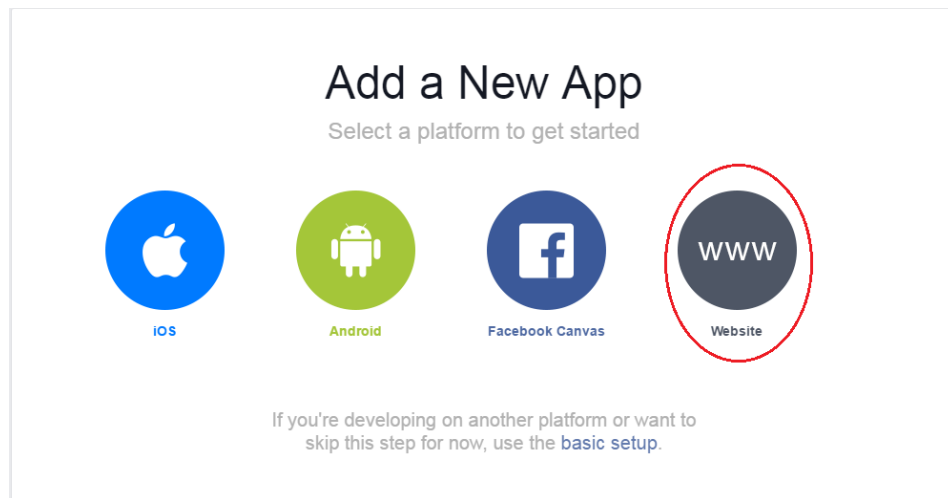 Add a New App
Select a platform to get started
www
iOS
Android
Facebook Canvas
Website
If you're developing on another platform or want to
skip this step for now, use the basic setup.